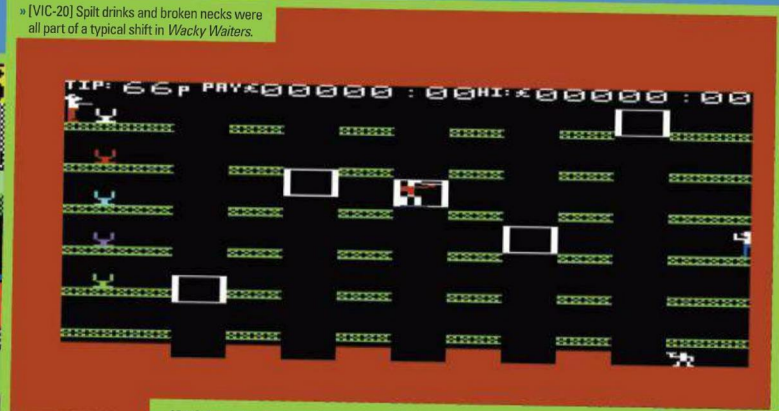 » [VIC-20] Spilt drinks and broken necks were
all part of a typical shift in Wacky Waiters.
TIP: 66p PAY£00000 : 00HI: £00000 : 00